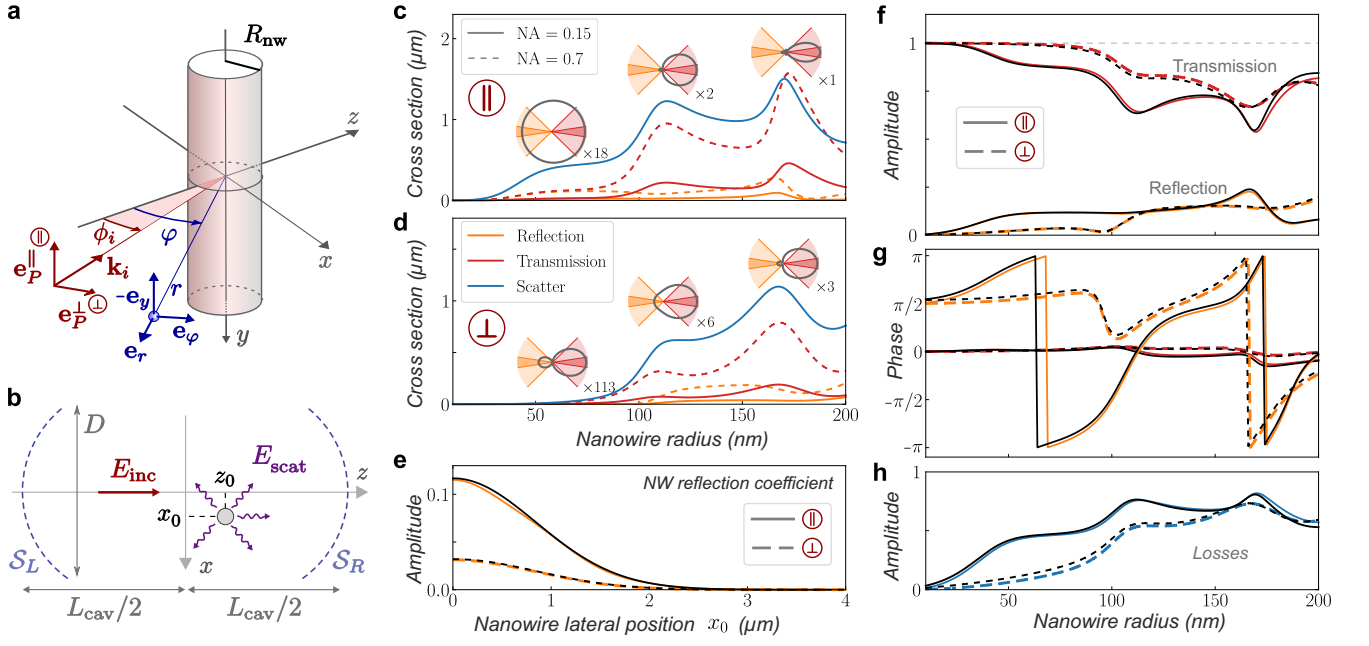 a
R_nw
z
ϕ_i
φ
x
e_P^∥ ∥
k_i
r
-e_y
e_P^⊥ ⊥
e_φ
e_r
y
b
D
E_inc
E_scat
z
z_0
x_0
S_L
S_R
x
L_cav/2
L_cav/2
c
Cross section (μm)
2
1
0
NA = 0.15
NA = 0.7
∥
×18
×2
×1
d
Cross section (μm)
1
0
Reflection
Transmission
Scatter
⊥
×113
×6
×3
50
100
150
200
Nanowire radius (nm)
e
NW reflection coefficient
Amplitude
0.1
0.0
∥
⊥
0
1
2
3
4
Nanowire lateral position x_0 (μm)
f
Amplitude
1
0
Transmission
∥
⊥
Reflection
g
Phase
π
π/2
0
-π/2
-π
h
Amplitude
1
0
Losses
50
100
150
200
Nanowire radius (nm)